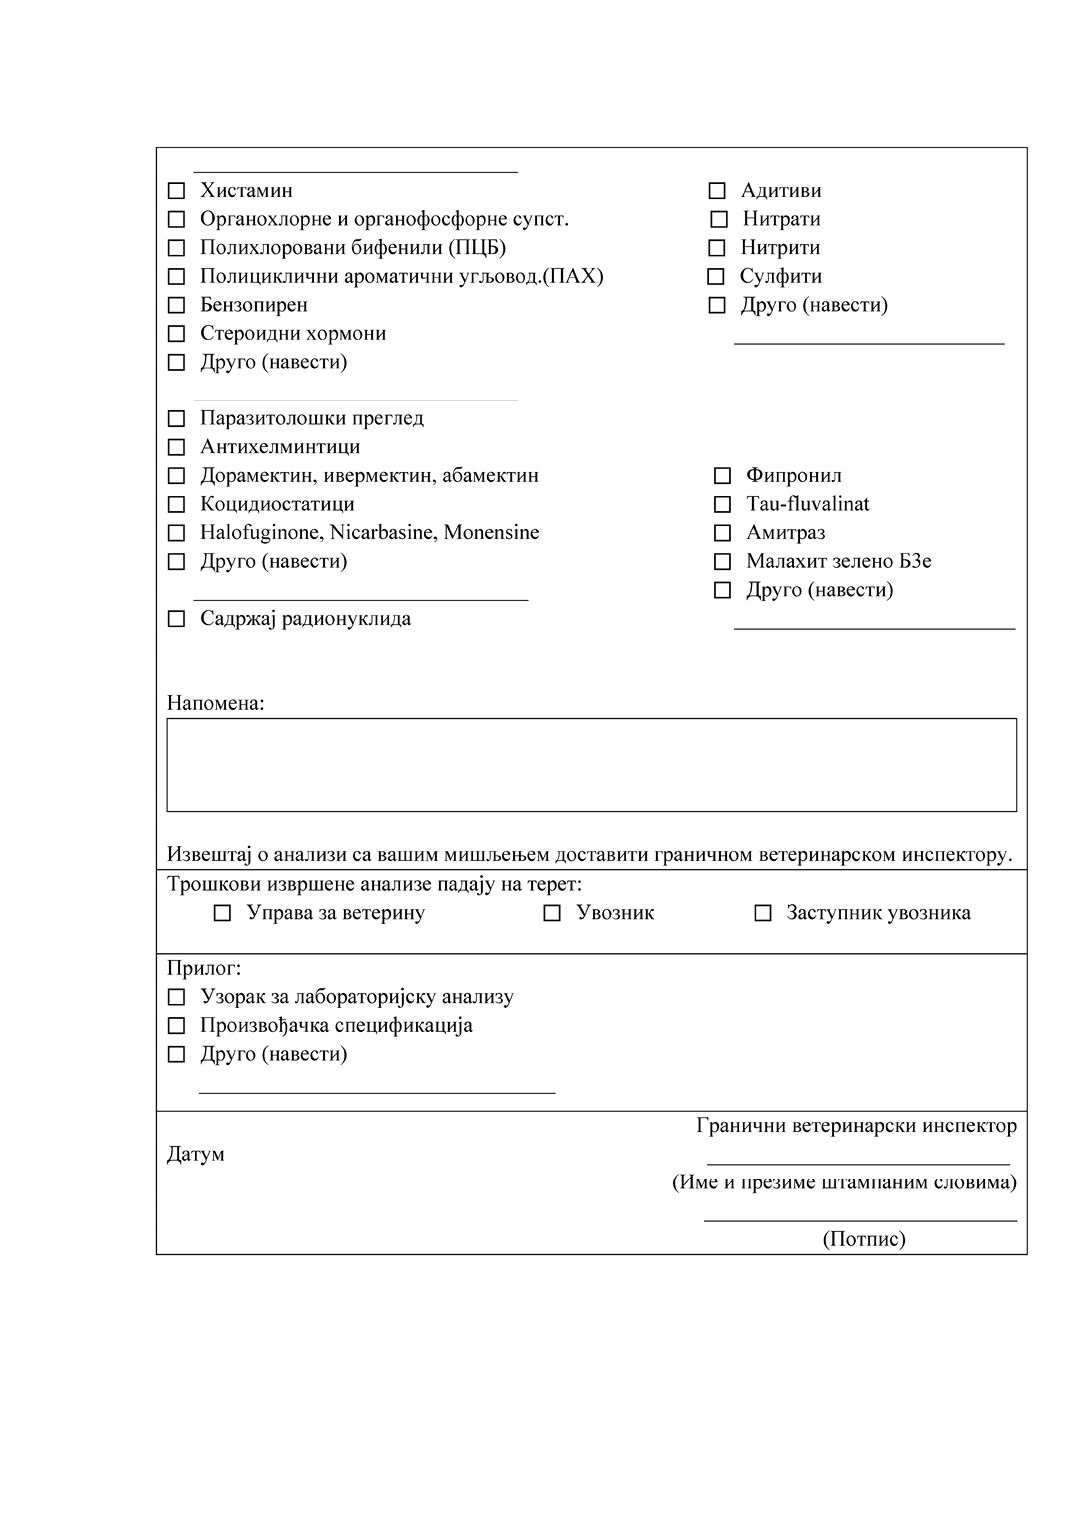 Хистамин
Органохлорне и органофосфорне супст.
Полихлоровани бифенили (ПЦБ)
Полициклични ароматични угљовод.(ПАХ)
Бензопирен
Стероидни хормони
Друго (навести)
Адитиви
Нитрати
Нитрити
Сулфити
Друго (навести)
Паразитолошки преглед
Антихелминтици
Дорамектин, ивермектин, абамектин
Коцидиостатици
Halofuginone, Nicarbasine, Monensine
Друго (навести)
Садржај радионуклида
Фипронил
Tau-fluvalinat
Амитраз
Малахит зелено Б3е
Друго (навести)
Напомена:
Извештај о анализи са вашим мишљењем доставити граничном ветеринарском инспектору.
Трошкови извршене анализе падају на терет:
Управа за ветерину Увозник Заступник увозника
Прилог:
Узорак за лабораторијску анализу
Произвођачка спецификација
Друго (навести)
Гранични ветеринарски инспектор
Датум
(Име и презиме штампаним словима)
(Потпис)